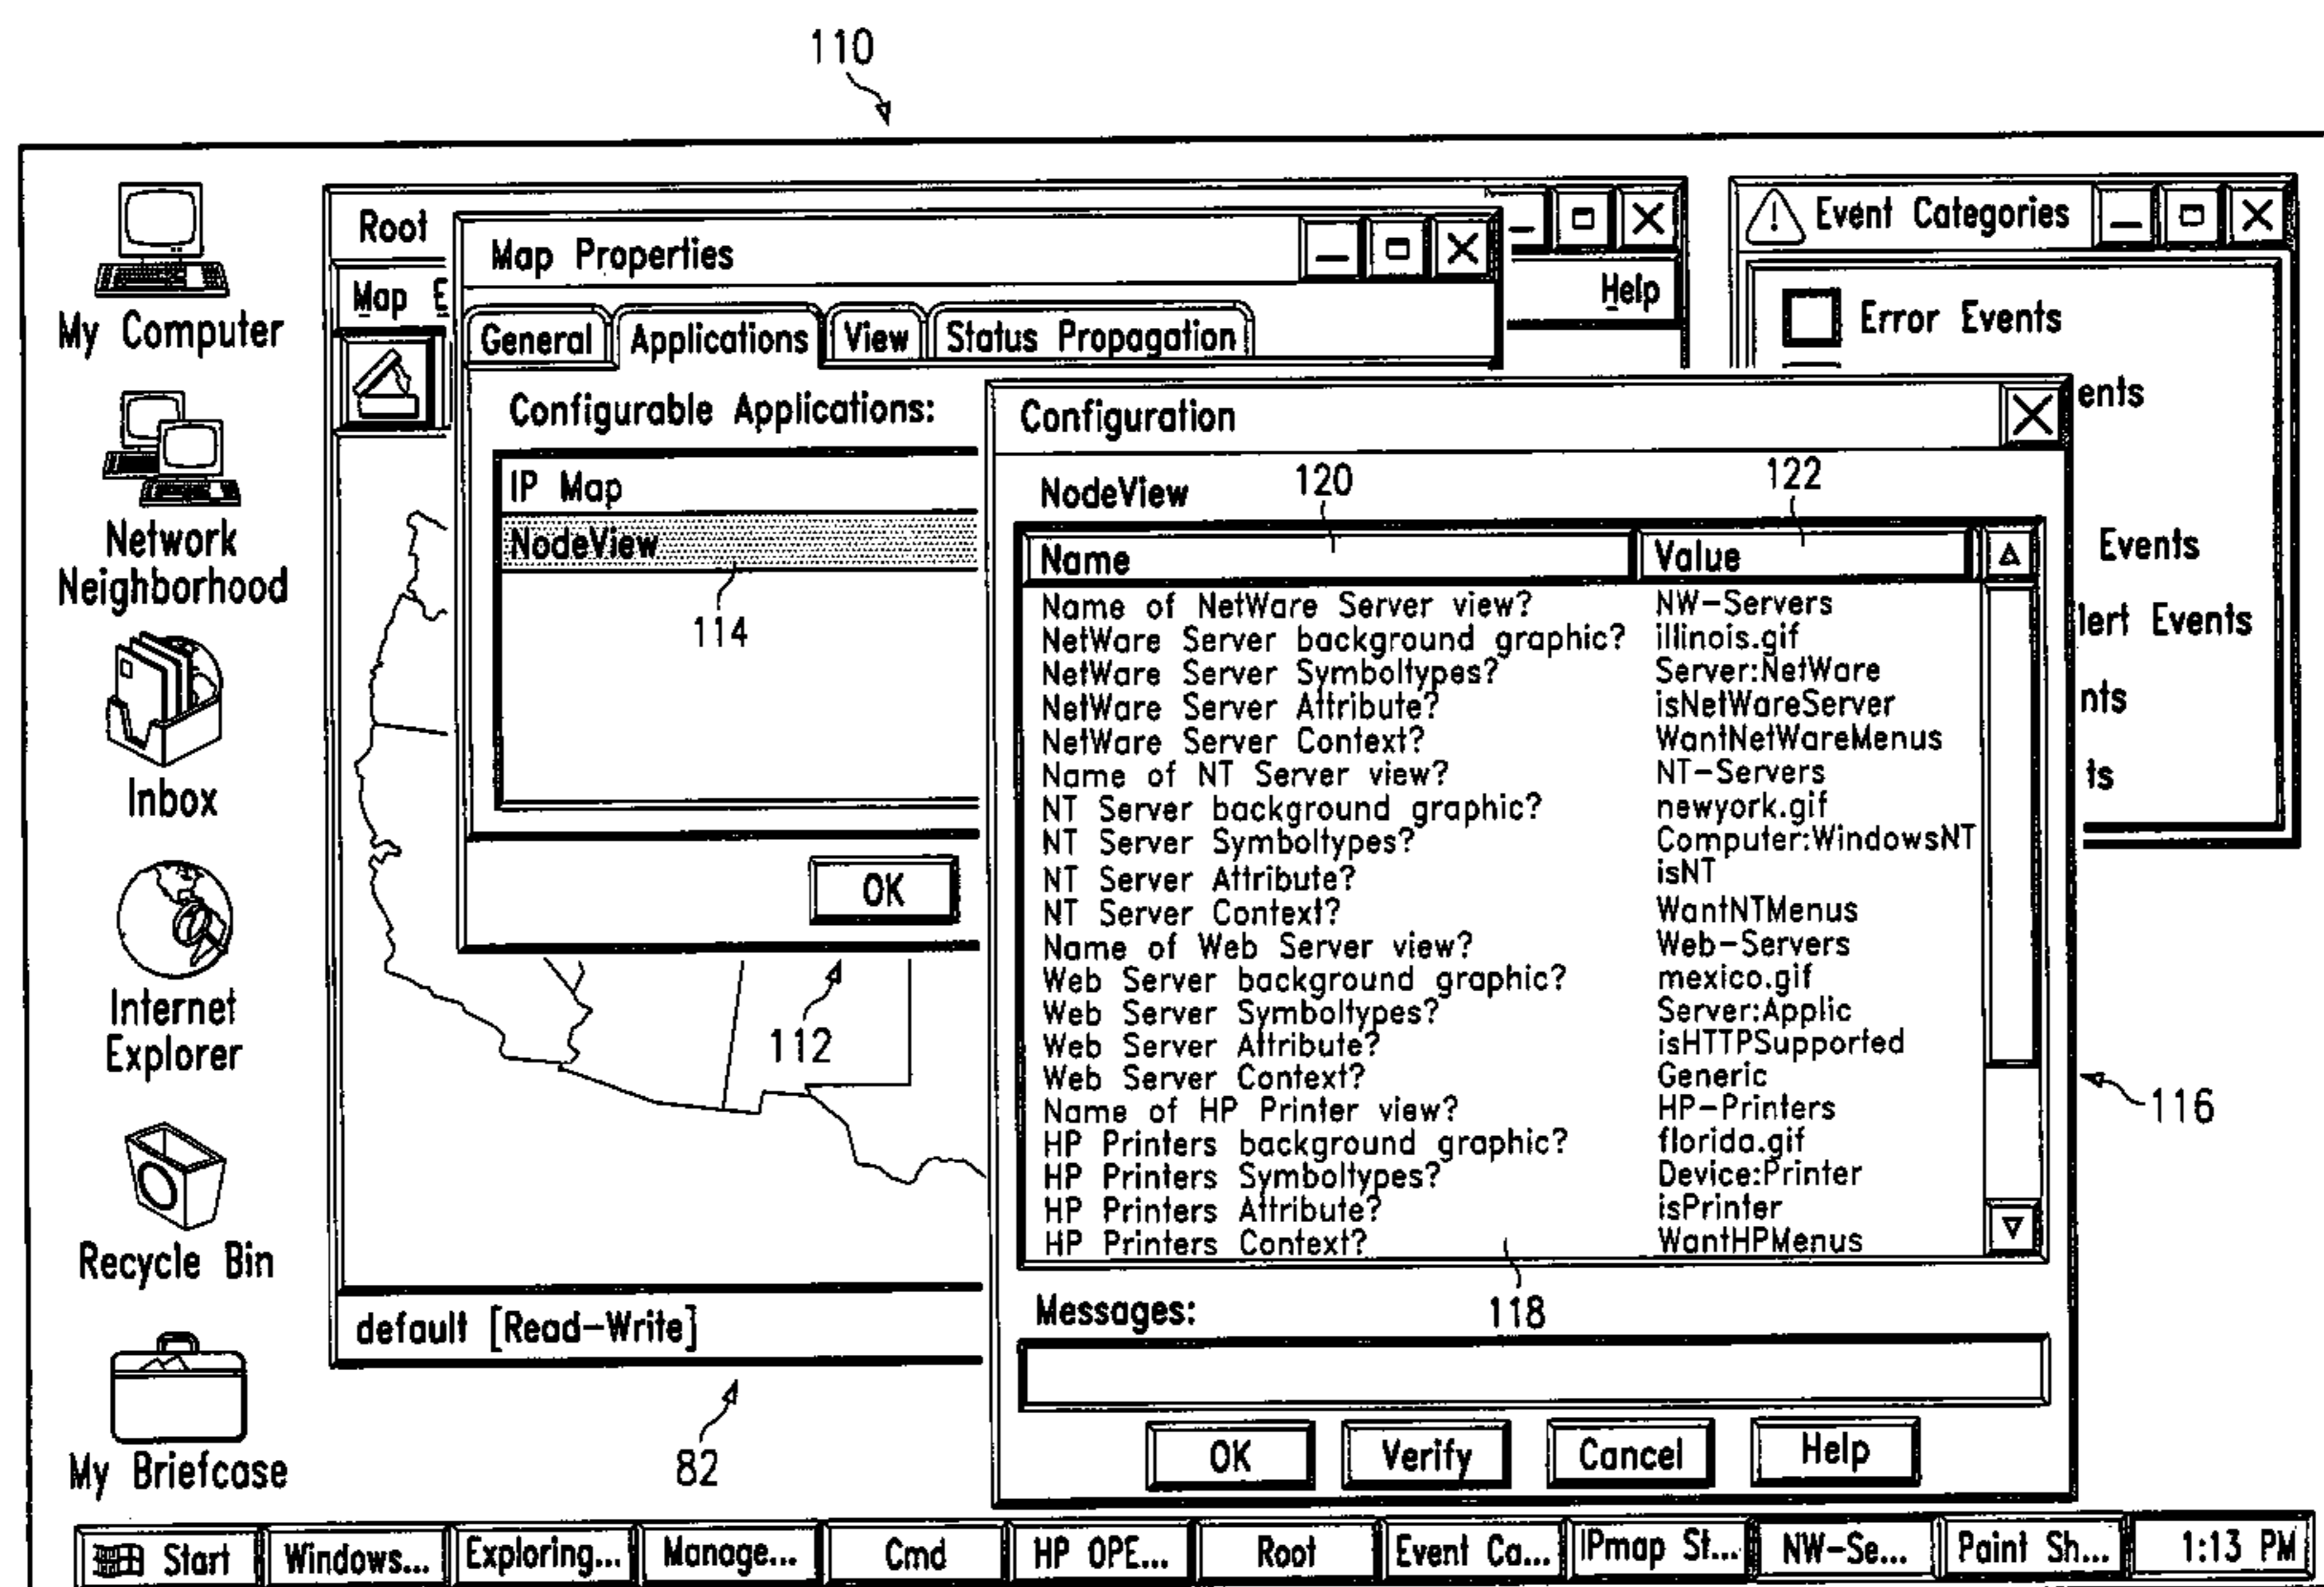 110
My Computer
Network
Neighborhood
Inbox
Internet
Explorer
Recycle Bin
My Briefcase
Root
Map E
Help
Map Properties
General Applications View Status Propagation
Configurable Applications:
IP Map
NodeView
114
OK
112
default [Read-Write]
82
Event Categories
Error Events
ents
Events
lert Events
nts
ts
Configuration
NodeView 120 122
Name Value
Name of NetWare Server view? NW-Servers
NetWare Server background graphic? illinois.gif
NetWare Server Symboltypes? Server:NetWare
NetWare Server Attribute? isNetWareServer
NetWare Server Context? WantNetWareMenus
Name of NT Server view? NT-Servers
NT Server background graphic? newyork.gif
NT Server Symboltypes? Computer:WindowsNT
NT Server Attribute? isNT
NT Server Context? WantNTMenus
Name of Web Server view? Web-Servers
Web Server background graphic? mexico.gif
Web Server Symboltypes? Server:Applic
Web Server Attribute? isHTTPSupported
Web Server Context? Generic
Name of HP Printer view? HP-Printers
HP Printers background graphic? florida.gif
HP Printers Symboltypes? Device:Printer
HP Printers Attribute? isPrinter
HP Printers Context? WantHPMenus
116
118
Messages:
OK Verify Cancel Help
Start Windows... Exploring... Manage... Cmd HP OPE... Root Event Ca... IPmap St... NW-Se... Paint Sh... 1:13 PM